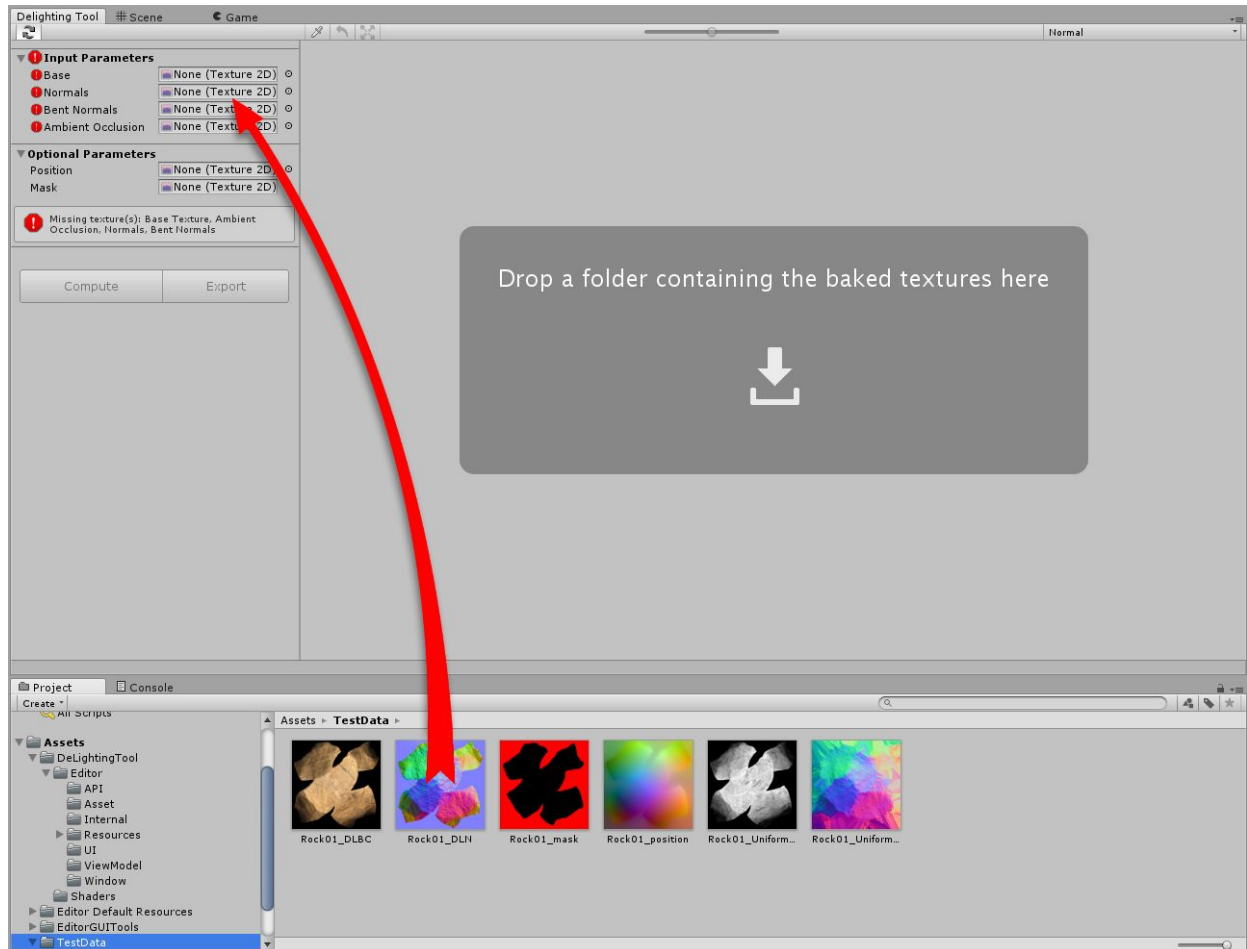 Delighting Tool
Scene
Game
Normal
Input Parameters
Base None (Texture 2D)
Normals None (Texture 2D)
Bent Normals None (Text 2D)
Ambient Occlusion None (Textu 2D)
Optional Parameters
Position None (Texture 2D)
Mask None (Texture 2D)
Missing texture(s): Base Texture, Ambient
Occlusion, Normals, Bent Normals
Compute Export
Drop a folder containing the baked textures here
Project Console
Create
All Scripts
Assets
DeLightingTool
Editor
API
Asset
Internal
Resources
UI
ViewModel
Window
Shaders
Editor Default Resources
EditorGUITools
TestData
Assets TestData
Rock01_DLBC Rock01_DLN Rock01_mask Rock01_position Rock01_Uniform... Rock01_Uniform...